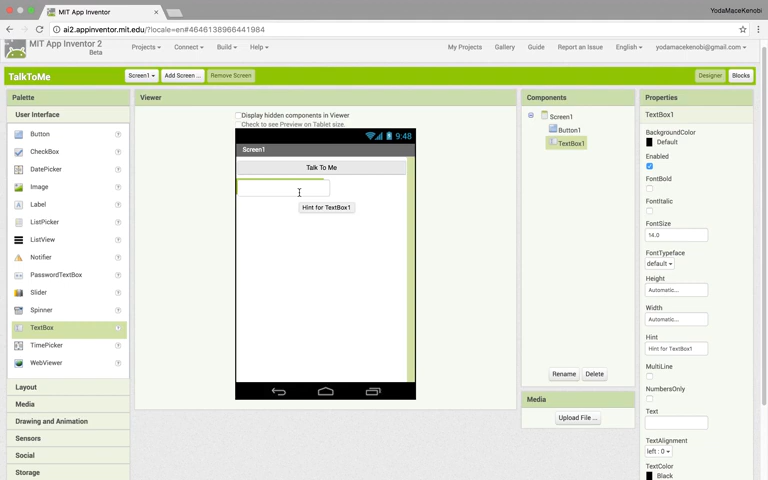 MIT App Inventor 2
YodaMaceKenobi
ai2.appinventor.mit.edu/?locale=en#4646138966441984
MIT App Inventor 2
Beta
Projects Connect Build Help
My Projects Gallery Guide Report an Issue English yodamacekenobi@gmail.com
TalkToMe
Screen1 Add Screen ... Remove Screen
Designer Blocks
Palette
User Interface
Button ?
CheckBox ?
DatePicker ?
Image ?
Label ?
ListPicker ?
ListView ?
Notifier ?
PasswordTextBox ?
Slider ?
Spinner ?
TextBox ?
TimePicker ?
WebViewer ?
Layout
Media
Drawing and Animation
Sensors
Social
Storage
Viewer
Display hidden components in Viewer
Check to see Preview on Tablet size.
9:48
Screen1
Talk To Me
Hint for TextBox1
Components
Screen1
Button1
TextBox1
Rename Delete
Media
Upload File ...
Properties
TextBox1
BackgroundColor
Default
Enabled
FontBold
FontItalic
FontSize
14.0
FontTypeface
default
Height
Automatic...
Width
Automatic...
Hint
Hint for TextBox1
MultiLine
NumbersOnly
Text
TextAlignment
left : 0
TextColor
Black